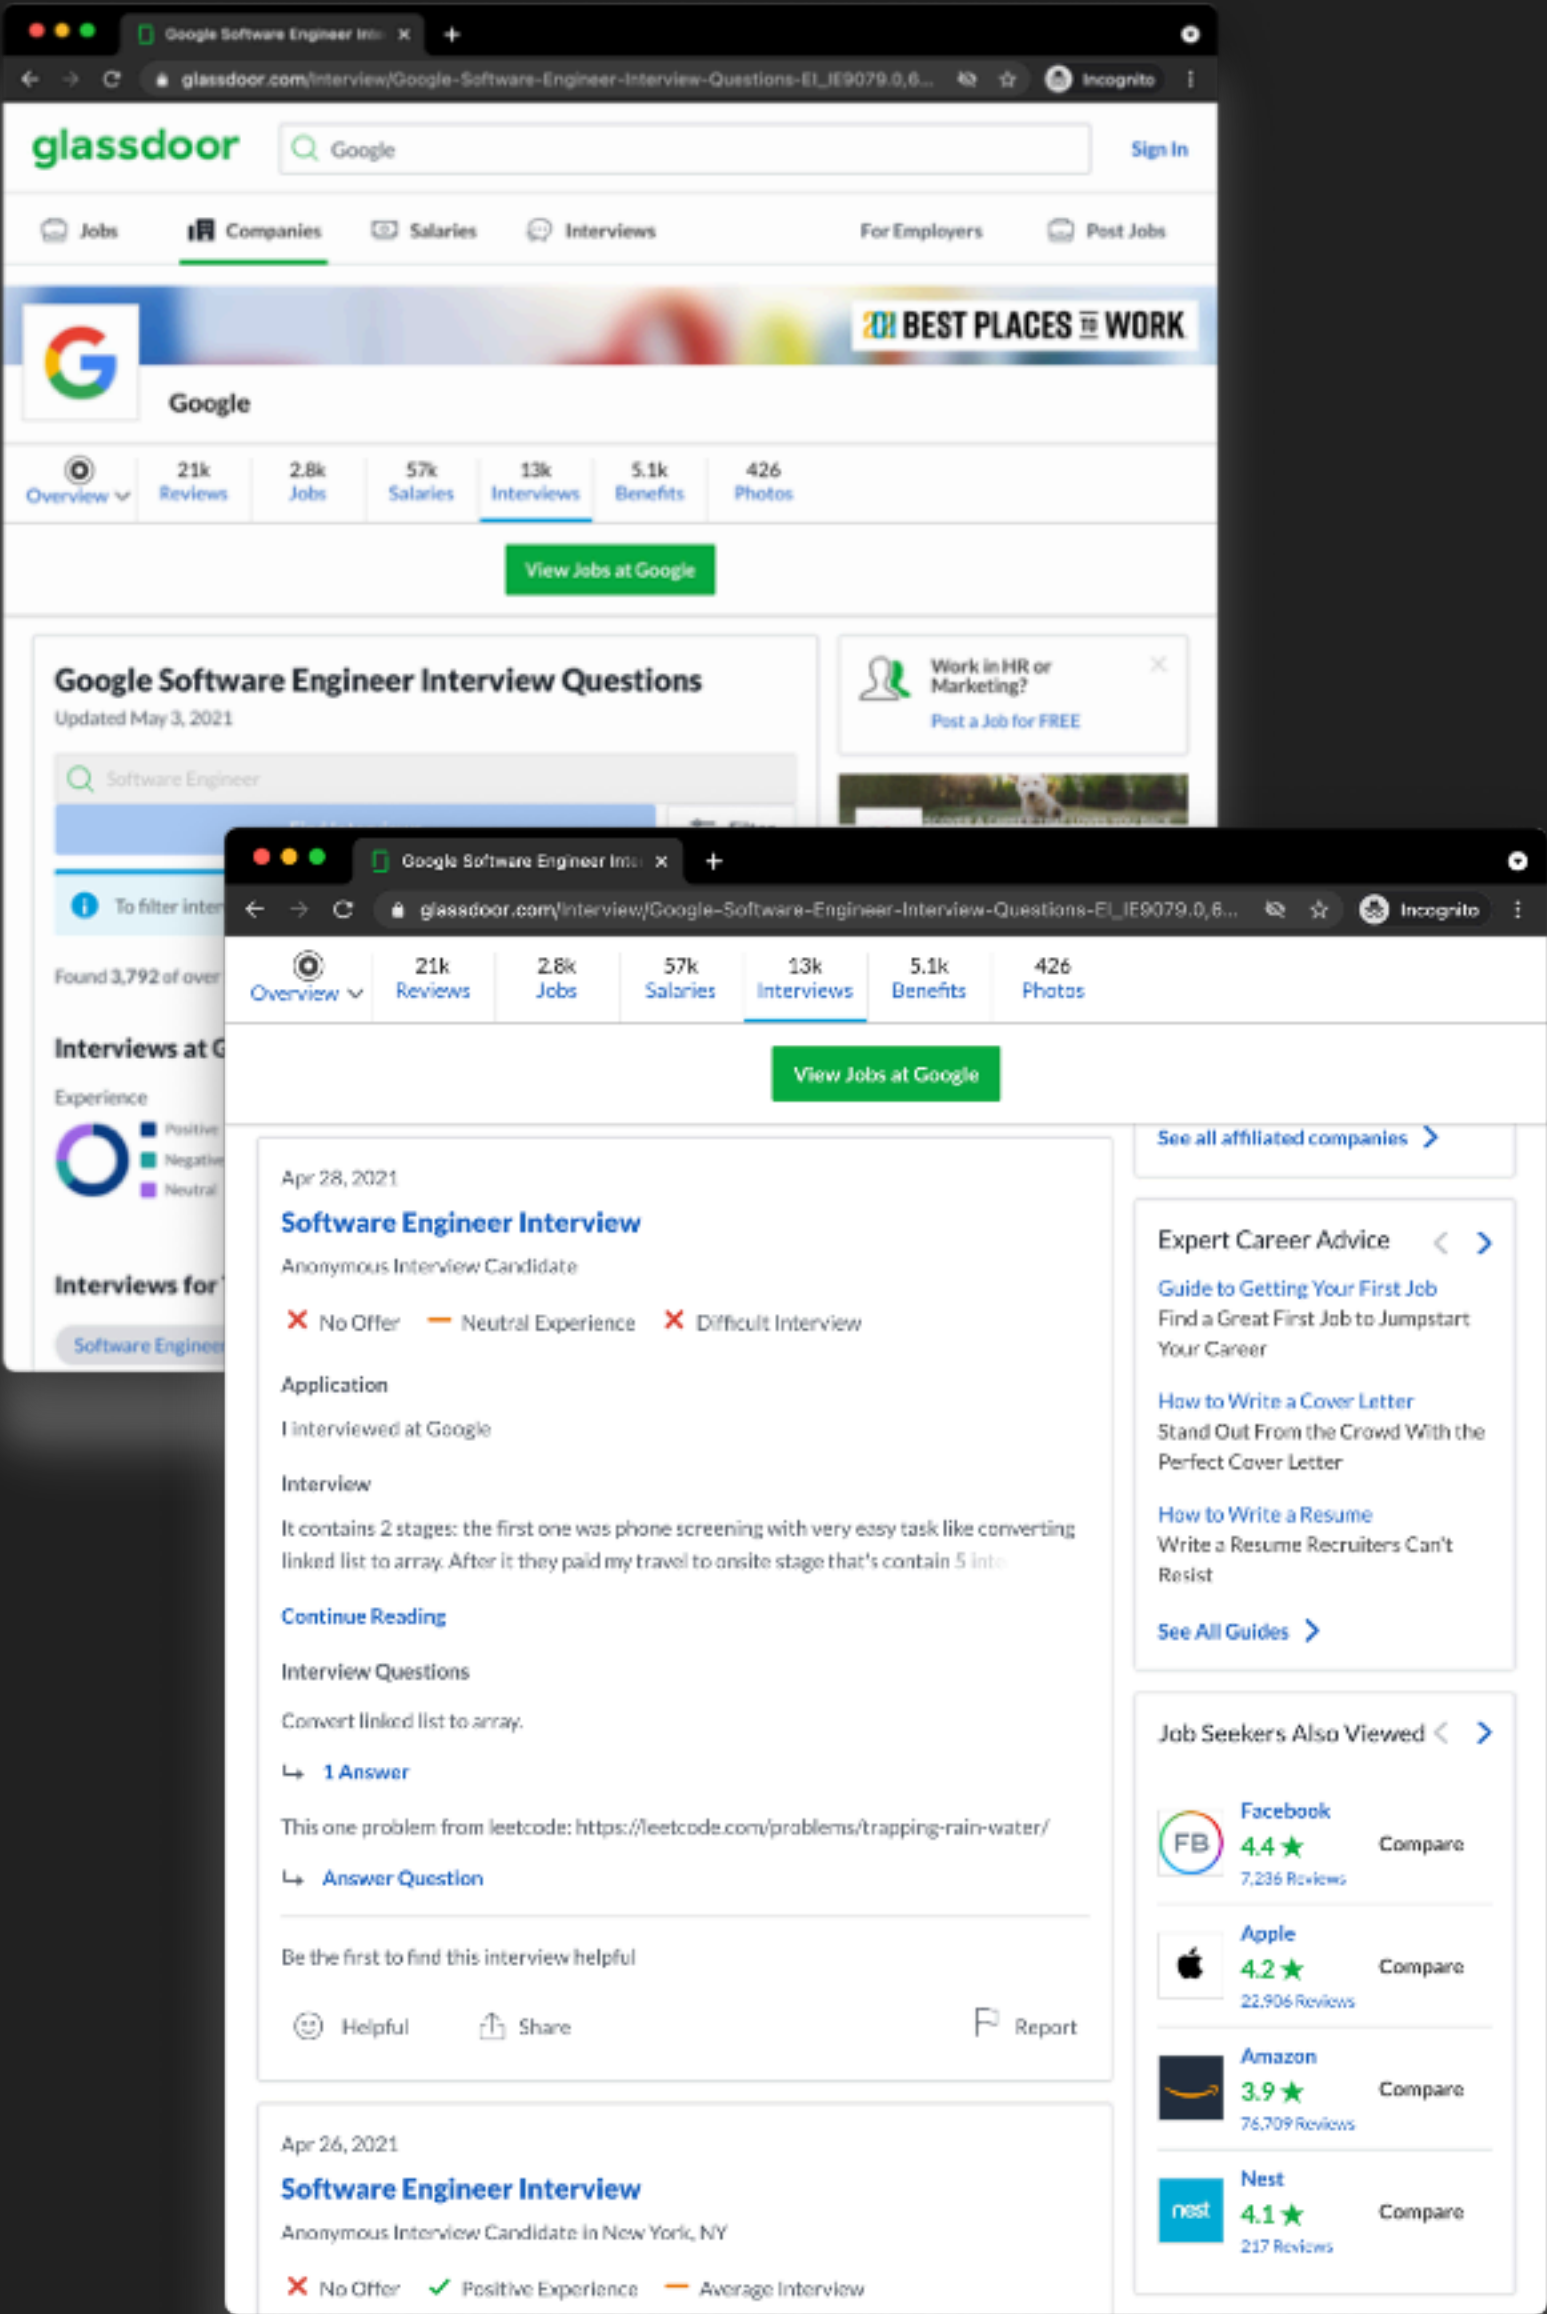 Google Software Engineer Inte
glassdoor.com/Interview/Google-Software-Engineer-Interview-Questions-EI_IE9079.0,6...
Incognito
glassdoor
Google
Sign In
Jobs
Companies
Salaries
Interviews
For Employers
Post Jobs
2021 BEST PLACES TO WORK
Google
Overview
21k
Reviews
2.8k
Jobs
57k
Salaries
13k
Interviews
5.1k
Benefits
426
Photos
View Jobs at Google
Google Software Engineer Interview Questions
Updated May 3, 2021
Software Engineer
Work in HR or
Marketing?
Post a Job for FREE
To filter inter
Found 3,792 of over
Interviews at G
Experience
Positive
Negative
Neutral
Interviews for
Software Engineer
Google Software Engineer Inte
glassdoor.com/Interview/Google-Software-Engineer-Interview-Questions-EI_IE9079.0,6...
Incognito
Overview
21k
Reviews
2.8k
Jobs
57k
Salaries
13k
Interviews
5.1k
Benefits
426
Photos
View Jobs at Google
Apr 28, 2021
Software Engineer Interview
Anonymous Interview Candidate
No Offer
Neutral Experience
Difficult Interview
Application
I interviewed at Google
Interview
It contains 2 stages: the first one was phone screening with very easy task like converting
linked list to array. After it they paid my travel to onsite stage that's contain 5 inte
Continue Reading
Interview Questions
Convert linked list to array.
1 Answer
This one problem from leetcode: https://leetcode.com/problems/trapping-rain-water/
Answer Question
Be the first to find this interview helpful
Helpful
Share
Report
Apr 26, 2021
Software Engineer Interview
Anonymous Interview Candidate in New York, NY
No Offer
Positive Experience
Average Interview
See all affiliated companies
Expert Career Advice
Guide to Getting Your First Job
Find a Great First Job to Jumpstart
Your Career
How to Write a Cover Letter
Stand Out From the Crowd With the
Perfect Cover Letter
How to Write a Resume
Write a Resume Recruiters Can't
Resist
See All Guides
Job Seekers Also Viewed
FB
Facebook
4.4 ★
7,236 Reviews
Compare
Apple
4.2 ★
22,906 Reviews
Compare
Amazon
3.9 ★
76,709 Reviews
Compare
nest
Nest
4.1 ★
217 Reviews
Compare